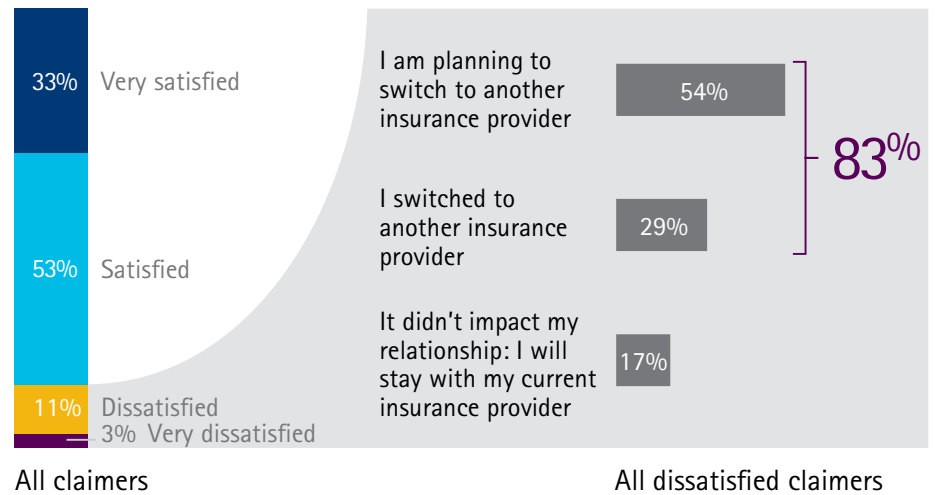 33% Very satisfied
53% Satisfied
11% Dissatisfied
3% Very dissatisfied
All claimers
I am planning to
switch to another
insurance provider
54%
I switched to
another insurance
provider
29%
83%
It didn't impact my
relationship: I will
stay with my current
insurance provider
17%
All dissatisfied claimers